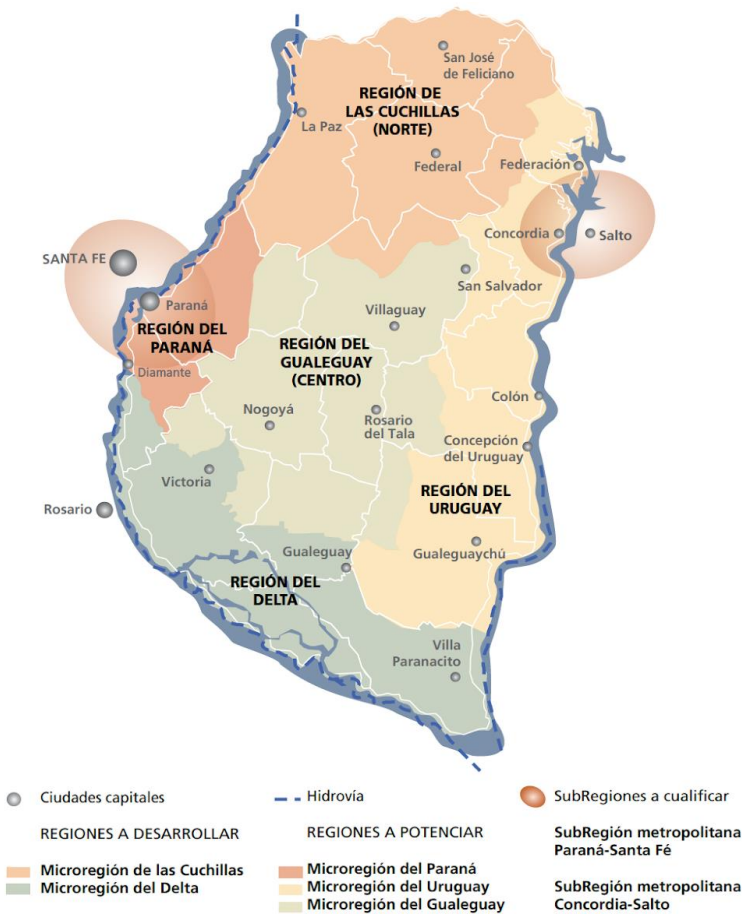 San José
de Feliciano
REGIÓN DE
LAS CUCHILLAS
(NORTE)
La Paz
Federal
Federación
SANTA FE
Concordia
Salto
San Salvador
Paraná
Villaguay
REGIÓN DEL
PARANÁ
REGIÓN DEL
GUALEGUAY
(CENTRO)
Diamante
Colón
Nogoyá
Rosario
del Tala
Concepción
del Uruguay
Victoria
REGIÓN DEL
URUGUAY
Rosario
Gualeguay
Gualeguaychú
REGIÓN DEL
DELTA
Villa
Paranacito
Ciudades capitales
Hidrovía
SubRegiones a cualificar
REGIONES A DESARROLLAR
REGIONES A POTENCIAR
SubRegión metropolitana
Paraná-Santa Fé
Microregión de las Cuchillas
Microregión del Delta
Microregión del Paraná
Microregión del Uruguay
Microregión del Gualeguay
SubRegión metropolitana
Concordia-Salto